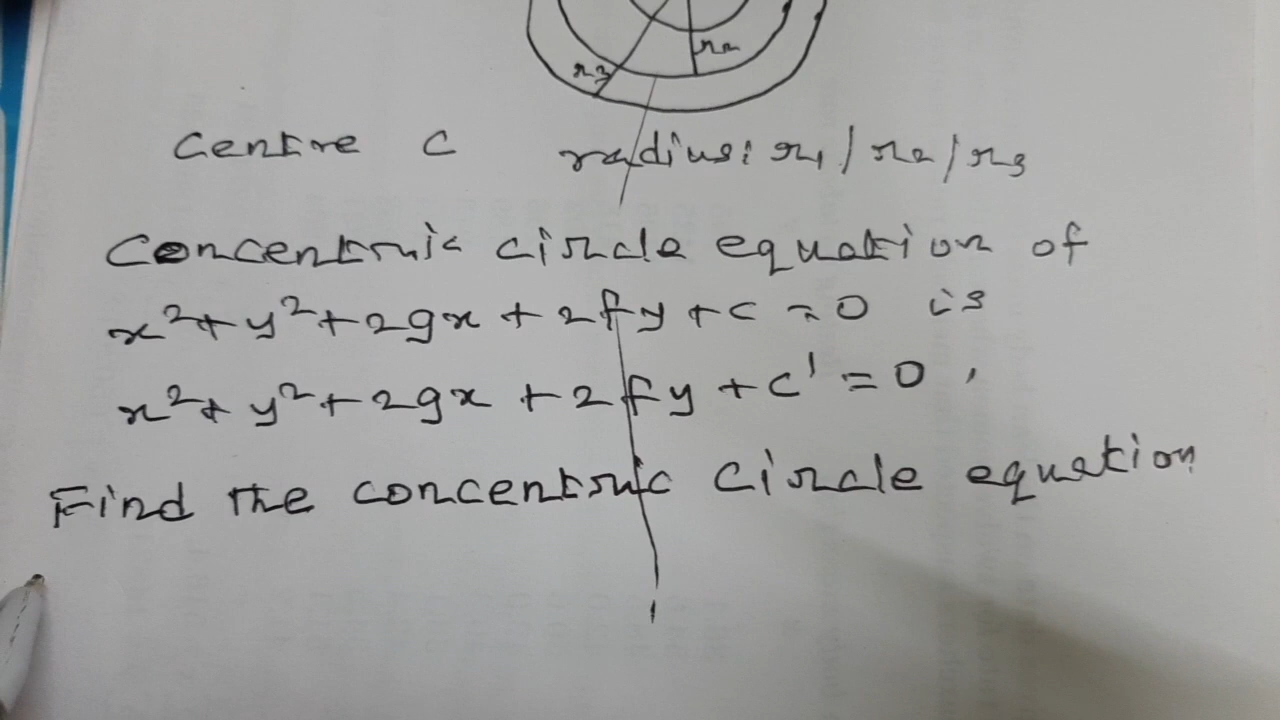 r2
r3
Centre C radius: r1/r2/r3
Concentric circle equation of
x²+y²+2gx+2fy+c=0 is
x²+y²+2gx+2fy+c'=0,
Find the concentric circle equation